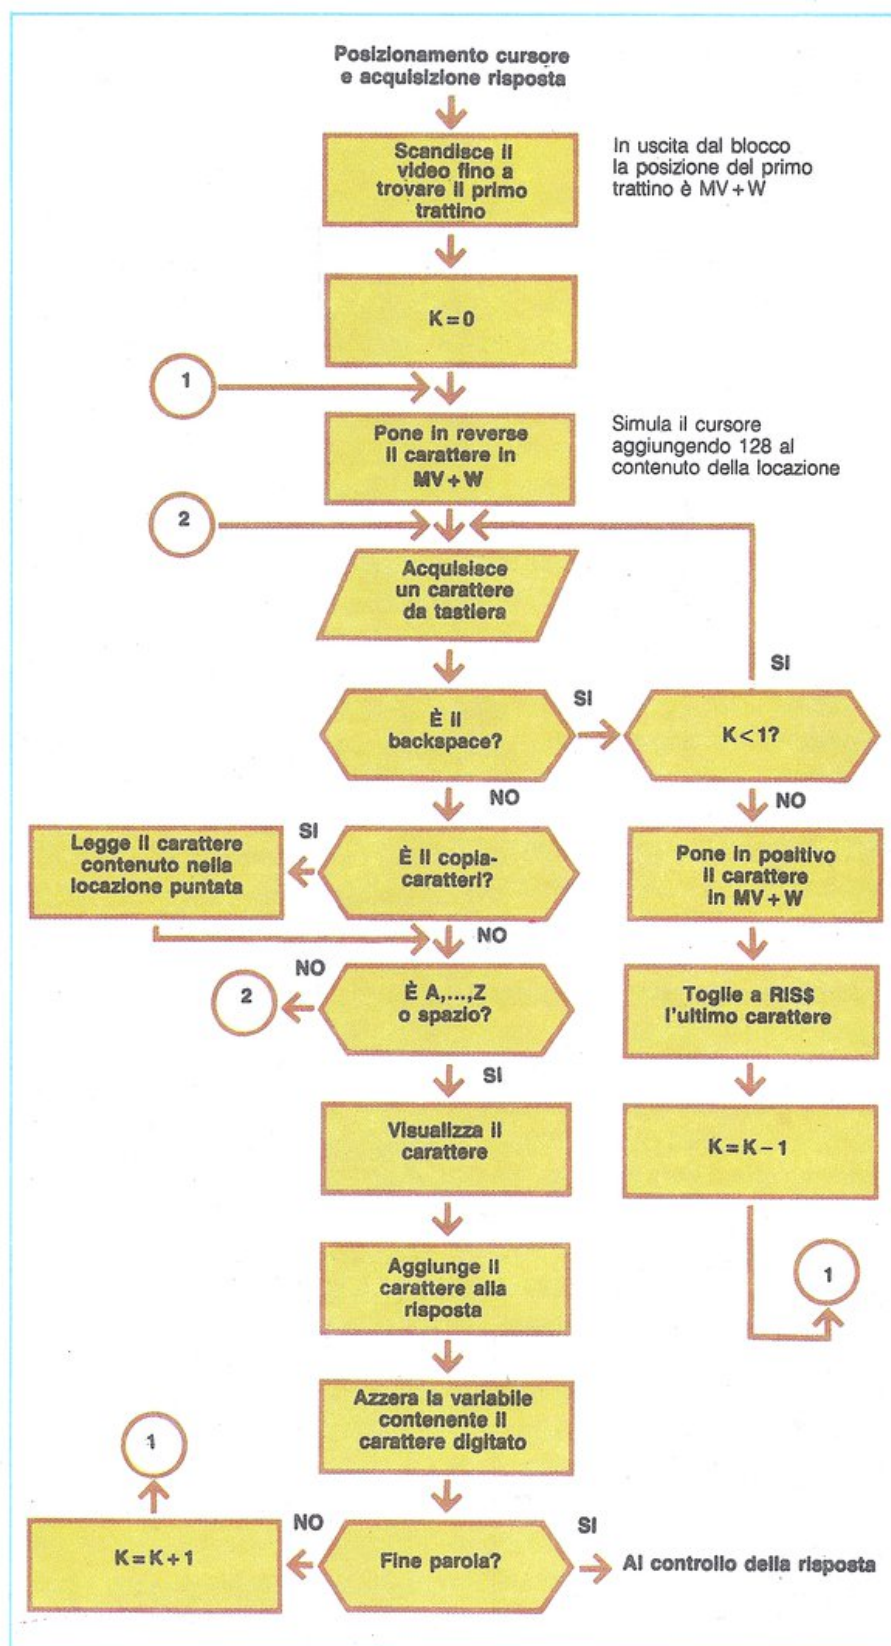 Posizionamento cursore
e acquisizione risposta
Scandisce il
video fino a
trovare il primo
trattino
In uscita dal blocco
la posizione del primo
trattino è MV + W
K = 0
1
Pone in reverse
il carattere in
MV + W
Simula il cursore
aggiungendo 128 al
contenuto della locazione
2
Acquisisce
un carattere
da tastiera
SI
È il
backspace?
SI
K < 1?
NO
NO
Legge il carattere
contenuto nella
locazione puntata
SI
È il copia-
caratteri?
Pone in positivo
il carattere
in MV + W
NO
NO
2
È A,...,Z
o spazio?
Toglie a RIS$
l'ultimo carattere
SI
Visualizza il
carattere
K = K − 1
Aggiunge il
carattere alla
risposta
1
Azzera la variabile
contenente il
carattere digitato
1
K = K + 1
NO
Fine parola?
SI
Al controllo della risposta